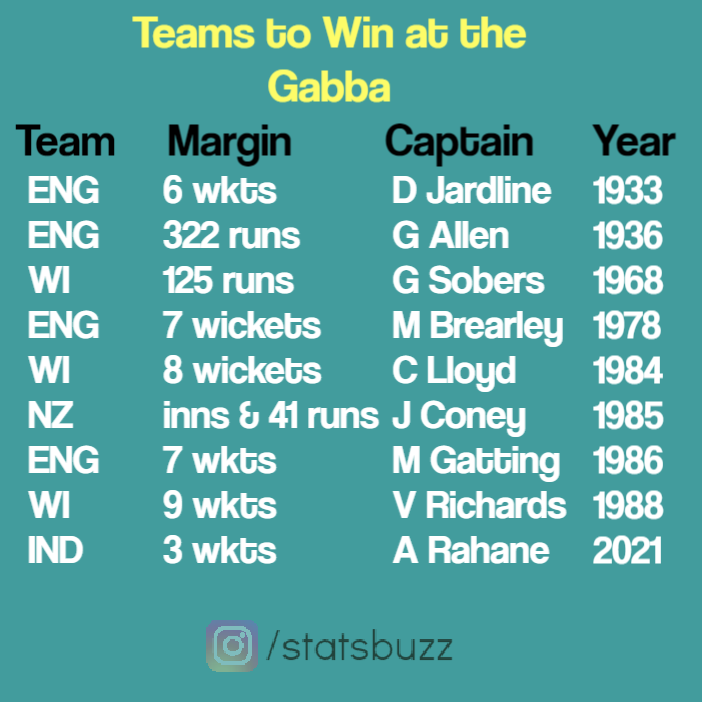 Teams to Win at the
Gabba
Team Margin Captain Year
ENG 6 wkts D Jardline 1933
ENG 322 runs G Allen 1936
WI 125 runs G Sobers 1968
ENG 7 wickets M Brearley 1978
WI 8 wickets C Lloyd 1984
NZ inns & 41 runs J Coney 1985
ENG 7 wkts M Gatting 1986
WI 9 wkts V Richards 1988
IND 3 wkts A Rahane 2021
/statsbuzz